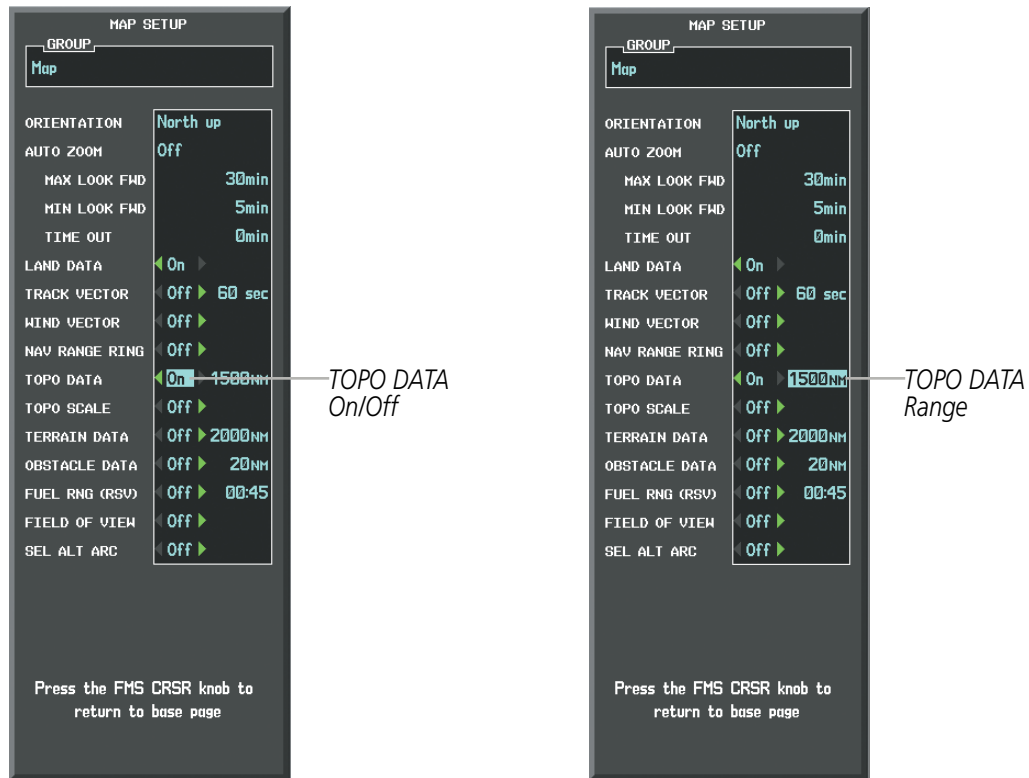 MAP SETUP
GROUP
Map
ORIENTATION North up
AUTO ZOOM Off
MAX LOOK FWD 30min
MIN LOOK FWD 5min
TIME OUT 0min
LAND DATA On
TRACK VECTOR Off 60 sec
WIND VECTOR Off
NAV RANGE RING Off
TOPO DATA On 1500NM
TOPO SCALE Off
TERRAIN DATA Off 2000NM
OBSTACLE DATA Off 20NM
FUEL RNG (RSV) Off 00:45
FIELD OF VIEW Off
SEL ALT ARC Off
Press the FMS CRSR knob to
return to base page
TOPO DATA
On/Off
MAP SETUP
GROUP
Map
ORIENTATION North up
AUTO ZOOM Off
MAX LOOK FWD 30min
MIN LOOK FWD 5min
TIME OUT 0min
LAND DATA On
TRACK VECTOR Off 60 sec
WIND VECTOR Off
NAV RANGE RING Off
TOPO DATA On 1500NM
TOPO SCALE Off
TERRAIN DATA Off 2000NM
OBSTACLE DATA Off 20NM
FUEL RNG (RSV) Off 00:45
FIELD OF VIEW Off
SEL ALT ARC Off
Press the FMS CRSR knob to
return to base page
TOPO DATA
Range